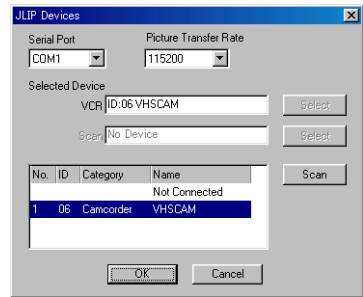 JLIP Devices
Serial Port Picture Transfer Rate
COM1 115200
Selected Device
VCR ID:06 VHSCAM Select
Scan No Device Select
No. ID Category Name Scan
Not Connected
1 06 Camcorder VHSCAM
OK Cancel